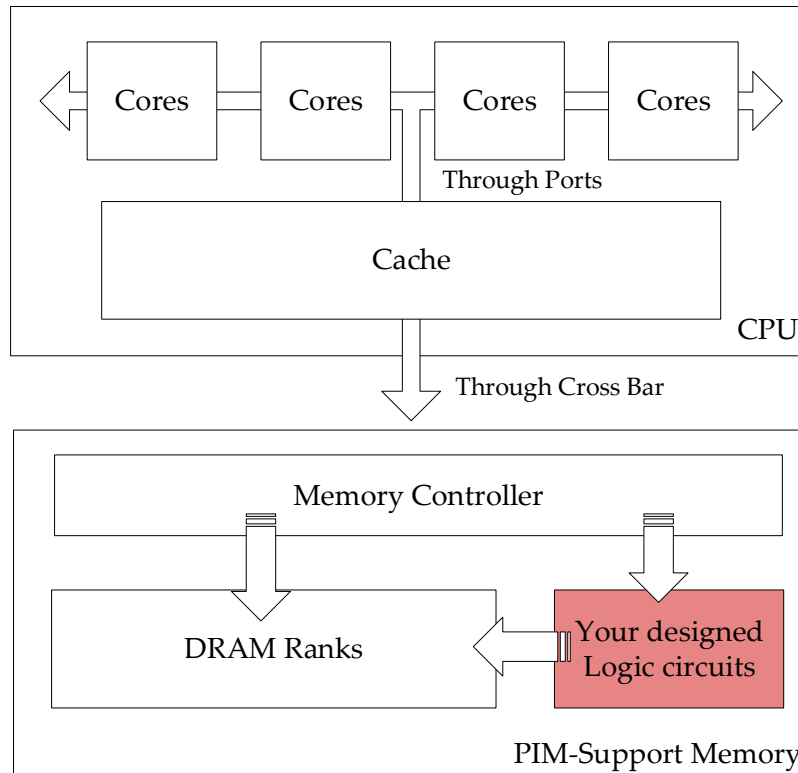 Cores
Cores
Cores
Cores
Through Ports
Cache
CPU
Through Cross Bar
Memory Controller
DRAM Ranks
Your designed
Logic circuits
PIM-Support Memory